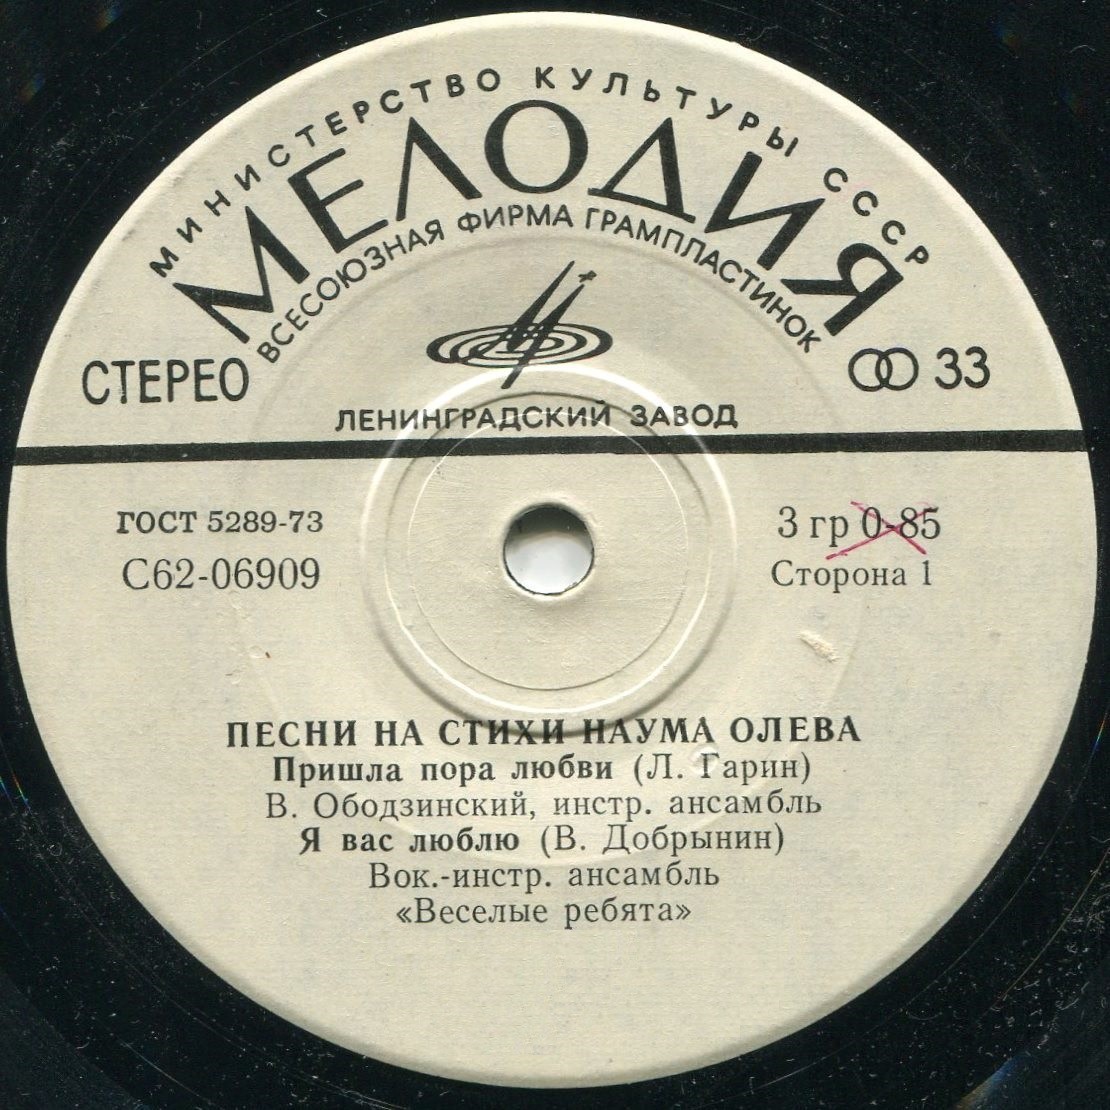 МИНИСТЕРСТВО КУЛЬТУРЫ СССР
МЕЛОДИЯ
ВСЕСОЮЗНАЯ ФИРМА ГРАМПЛАСТИНОК
СТЕРЕО
33
ЛЕНИНГРАДСКИЙ ЗАВОД
ГОСТ 5289-73
3 гр 0-85
С62-06909
Сторона 1
ПЕСНИ НА СТИХИ НАУМА ОЛЕВА
Пришла пора любви (Л. Гарин)
В. Ободзинский, инстр. ансамбль
Я вас люблю (В. Добрынин)
Вок.-инстр. ансамбль
«Веселые ребята»